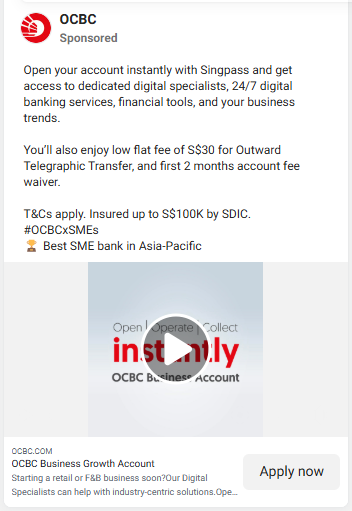 OCBC
Sponsored
Open your account instantly with Singpass and get
access to dedicated digital specialists, 24/7 digital
banking services, financial tools, and your business
trends.
You'll also enjoy low flat fee of S$30 for Outward
Telegraphic Transfer, and first 2 months account fee
waiver.
T&Cs apply. Insured up to S$100K by SDIC.
#OCBCxSMEs
🏆 Best SME bank in Asia-Pacific
Open | Operate | Collect
instantly
OCBC Business Account
OCBC.COM
OCBC Business Growth Account
Starting a retail or F&B business soon?Our Digital
Specialists can help with industry-centric solutions.Ope...
Apply now